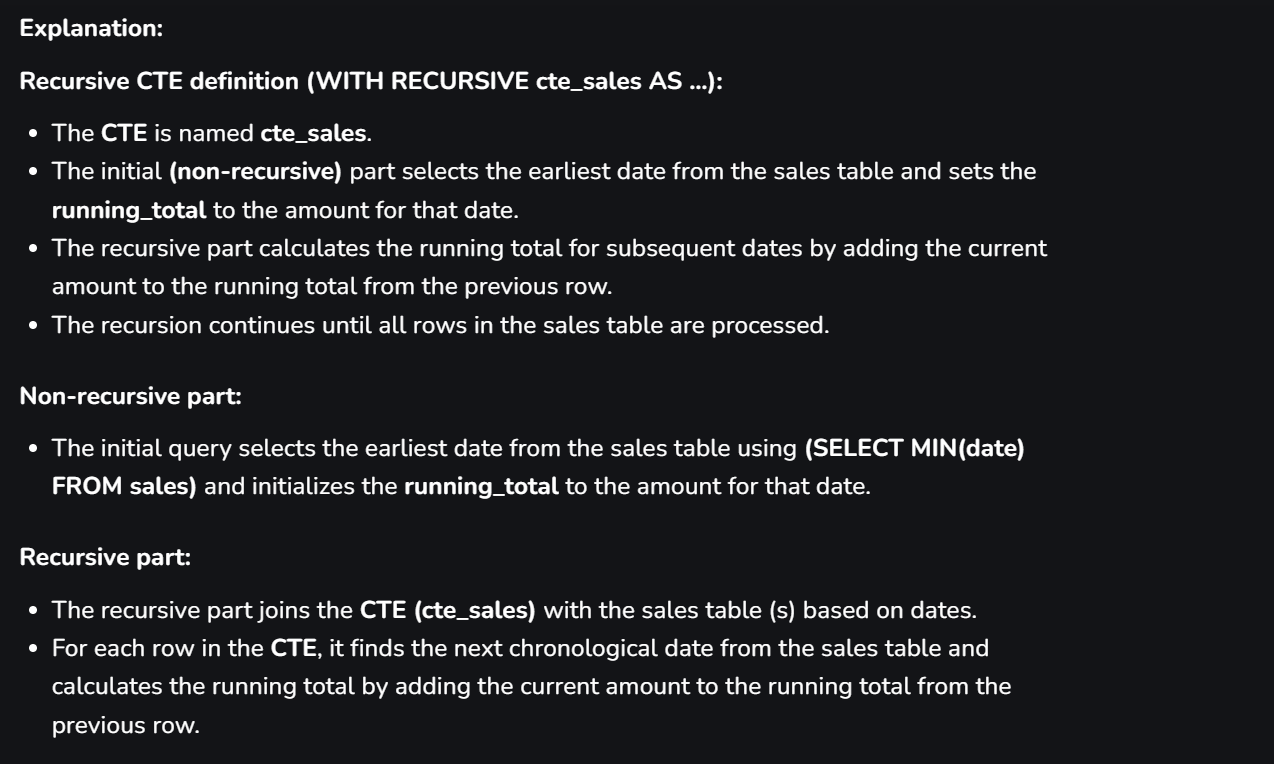 Explanation:
Recursive CTE definition (WITH RECURSIVE cte_sales AS ...):
• The CTE is named cte_sales.
• The initial (non-recursive) part selects the earliest date from the sales table and sets the
running_total to the amount for that date.
• The recursive part calculates the running total for subsequent dates by adding the current
amount to the running total from the previous row.
• The recursion continues until all rows in the sales table are processed.
Non-recursive part:
• The initial query selects the earliest date from the sales table using (SELECT MIN(date)
FROM sales) and initializes the running_total to the amount for that date.
Recursive part:
• The recursive part joins the CTE (cte_sales) with the sales table (s) based on dates.
• For each row in the CTE, it finds the next chronological date from the sales table and
calculates the running total by adding the current amount to the running total from the
previous row.